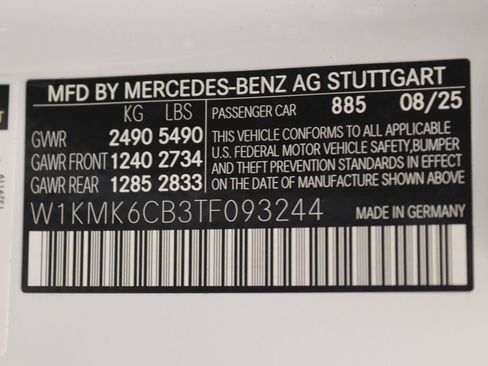 MFD BY MERCEDES-BENZ AG STUTTGART
KG LBS PASSENGER CAR 885 08/25
GVWR 2490 5490
GAWR FRONT 1240 2734
GAWR REAR 1285 2833
THIS VEHICLE CONFORMS TO ALL APPLICABLE
U.S. FEDERAL MOTOR VEHICLE SAFETY,BUMPER
AND THEFT PREVENTION STANDARDS IN EFFECT
ON THE DATE OF MANUFACTURE SHOWN ABOVE
W1KMK6CB3TF093244 MADE IN GERMANY